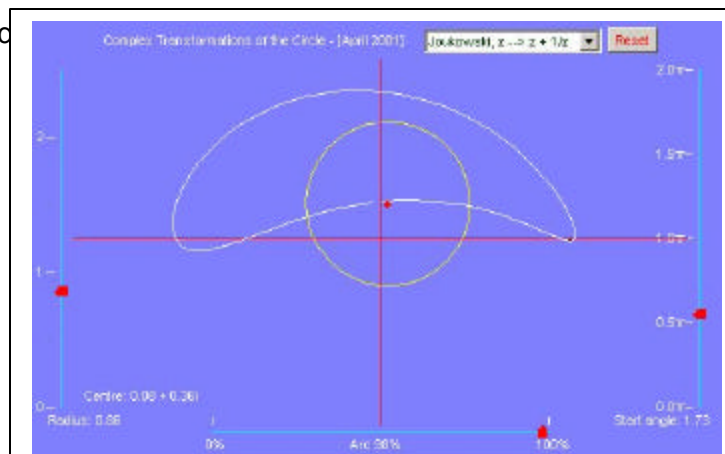 Complex Transformations of the Circle - [April 2001]
Joukowski, z --> z + 1/z
Reset
2.0π
2
1.5π
1.0π
1
0.5π
Centre: 0.08 + 0.36i
0
0.0π
Radius: 0.88
Start angle: 1.73
0%
Arc 98%
100%